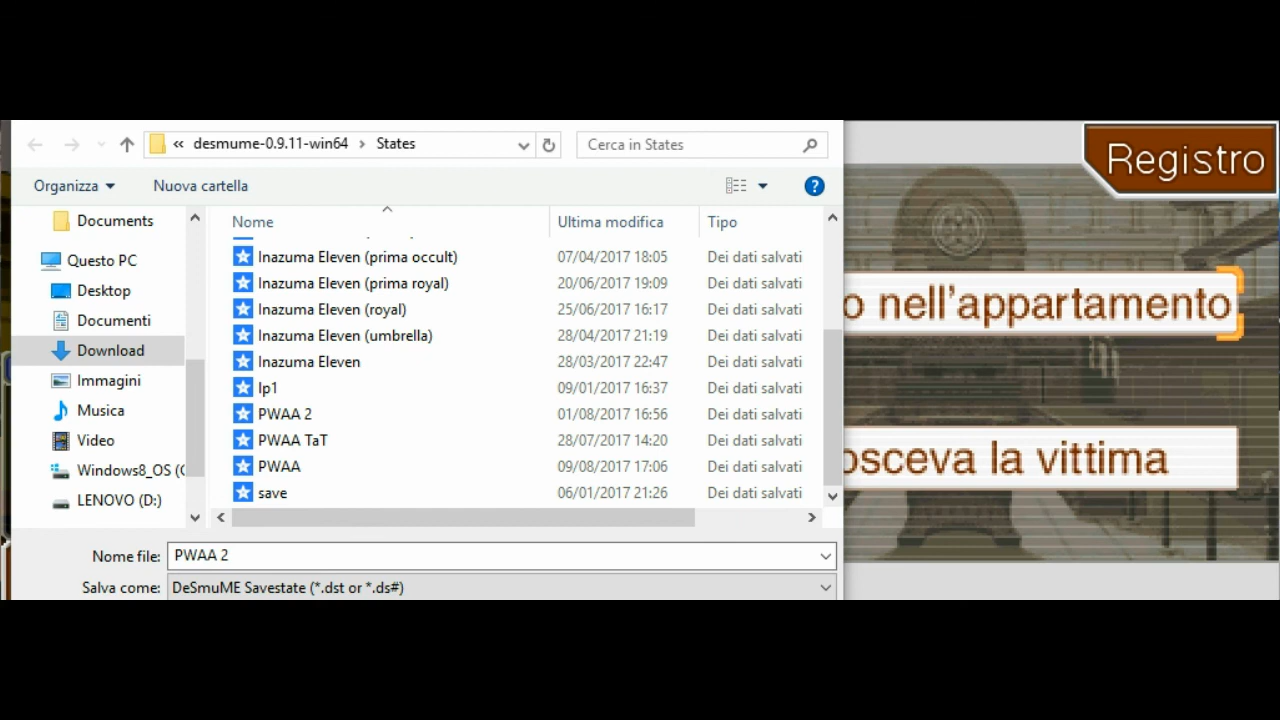 « desmume-0.9.11-win64 > States
Cerca in States
Registro
Organizza
Nuova cartella
?
Documents
Questo PC
Desktop
Documenti
Download
Immagini
Musica
Video
Windows8_OS (C
LENOVO (D:)
Nome Ultima modifica Tipo
Inazuma Eleven (prima occult) 07/04/2017 18:05 Dei dati salvati
Inazuma Eleven (prima royal) 20/06/2017 19:09 Dei dati salvati
Inazuma Eleven (royal) 25/06/2017 16:17 Dei dati salvati
Inazuma Eleven (umbrella) 28/04/2017 21:19 Dei dati salvati
Inazuma Eleven 28/03/2017 22:47 Dei dati salvati
lp1 09/01/2017 16:37 Dei dati salvati
PWAA 2 01/08/2017 16:56 Dei dati salvati
PWAA TaT 28/07/2017 14:20 Dei dati salvati
PWAA 09/08/2017 17:06 Dei dati salvati
save 06/01/2017 21:26 Dei dati salvati
Nome file: PWAA 2
Salva come: DeSmuME Savestate (*.dst or *.ds#)
o nell'appartamento
osceva la vittima